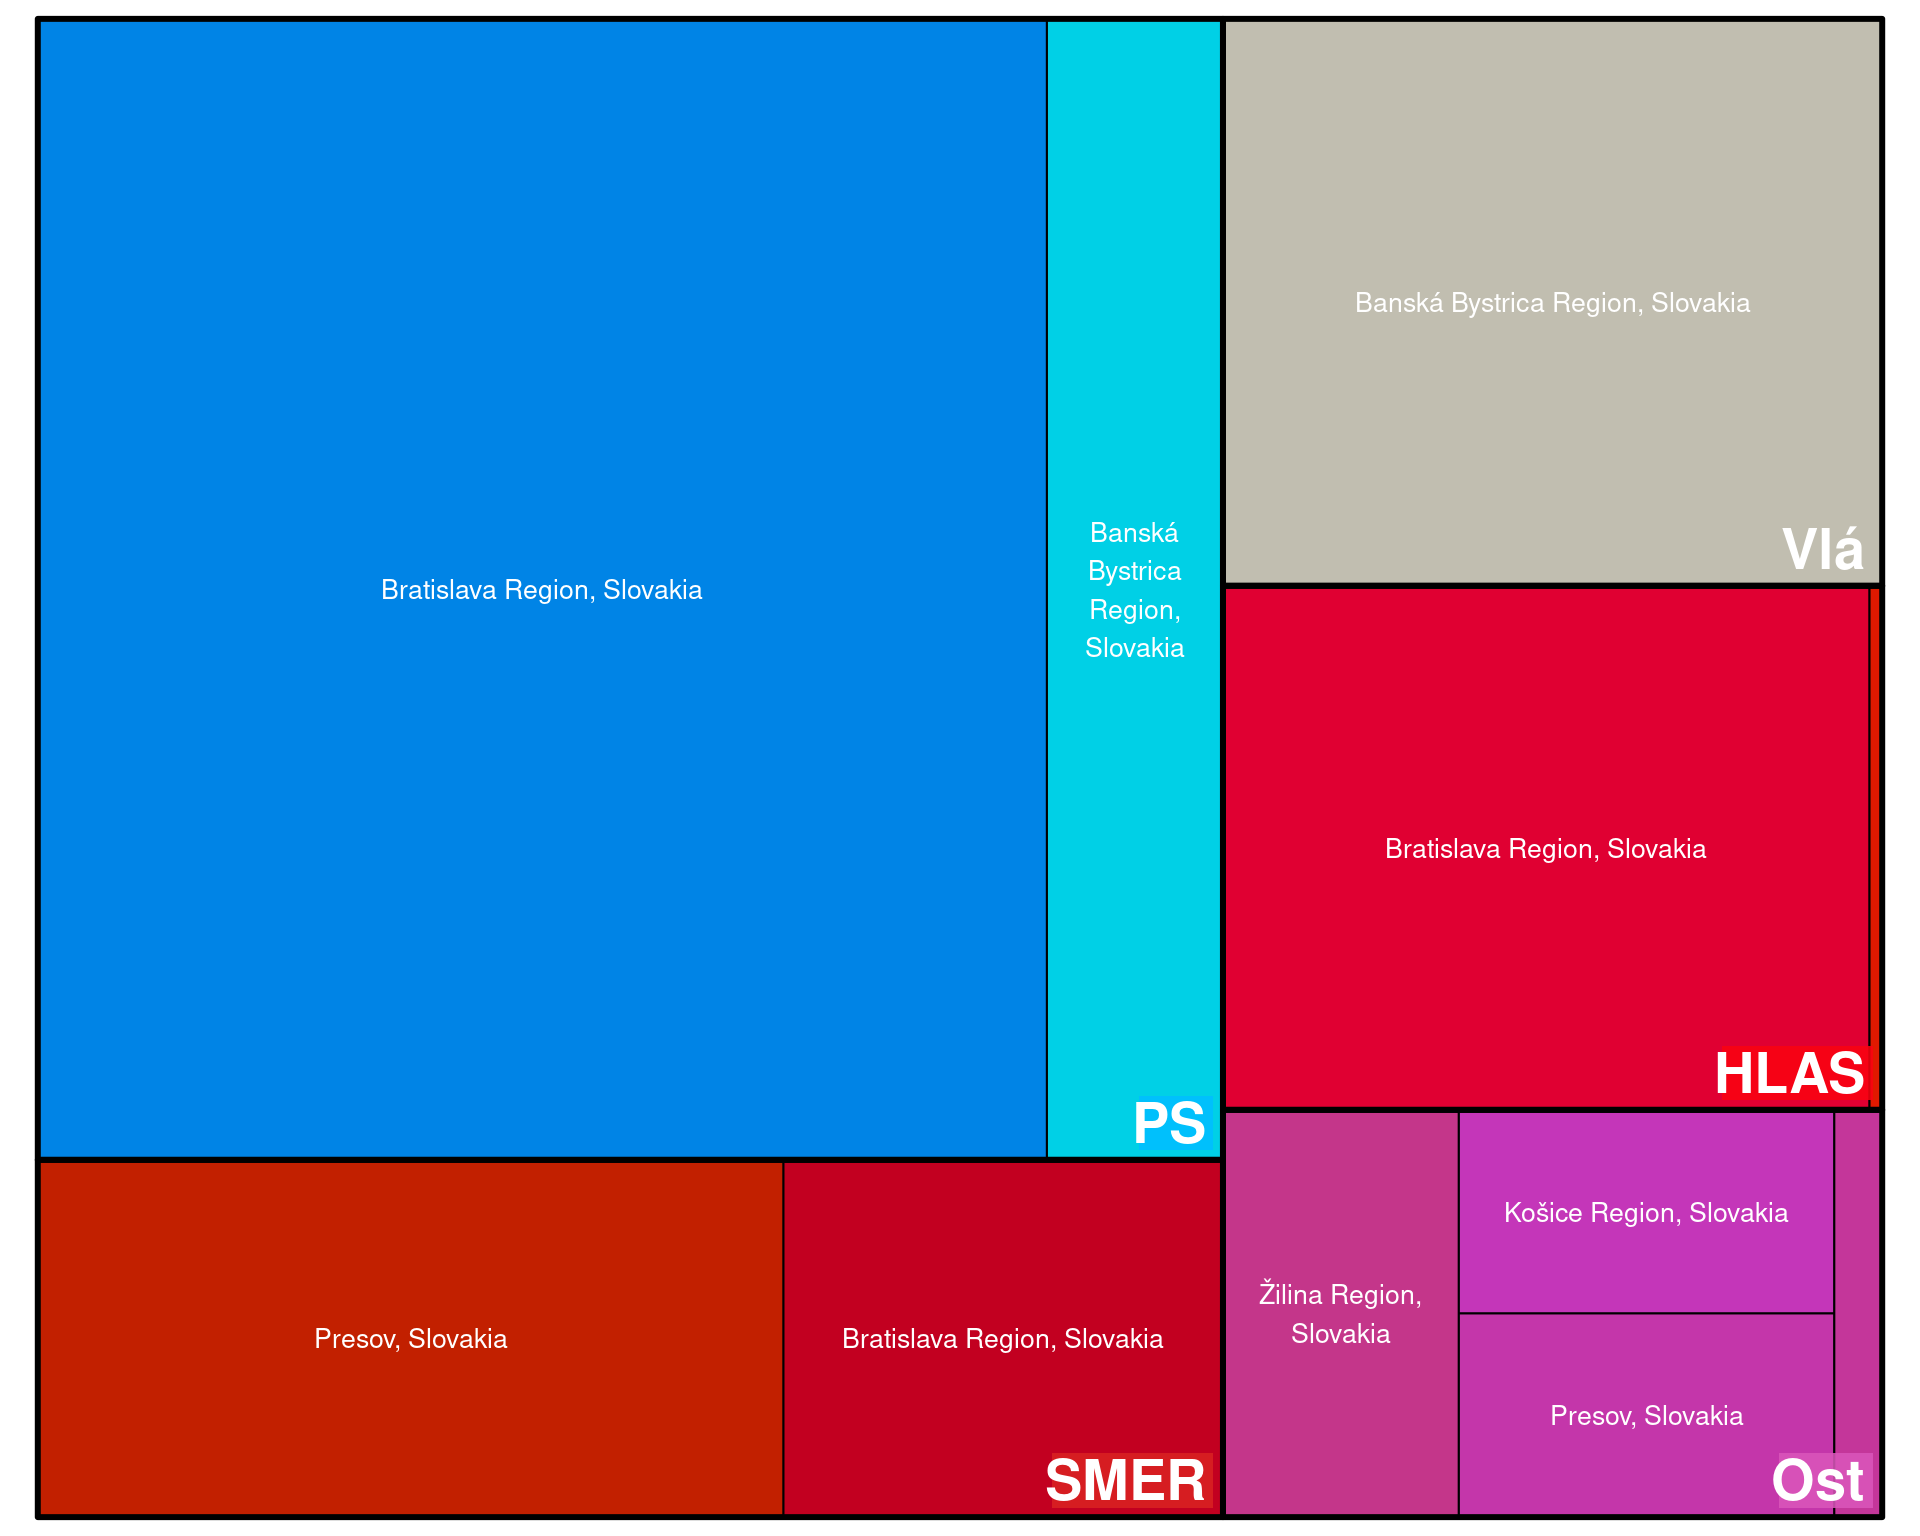 Bratislava Region, Slovakia
Banská
Bystrica
Region,
Slovakia
PS
Banská Bystrica Region, Slovakia
Vlá
Bratislava Region, Slovakia
HLAS
Presov, Slovakia
Bratislava Region, Slovakia
SMER
Žilina Region,
Slovakia
Košice Region, Slovakia
Presov, Slovakia
Ost